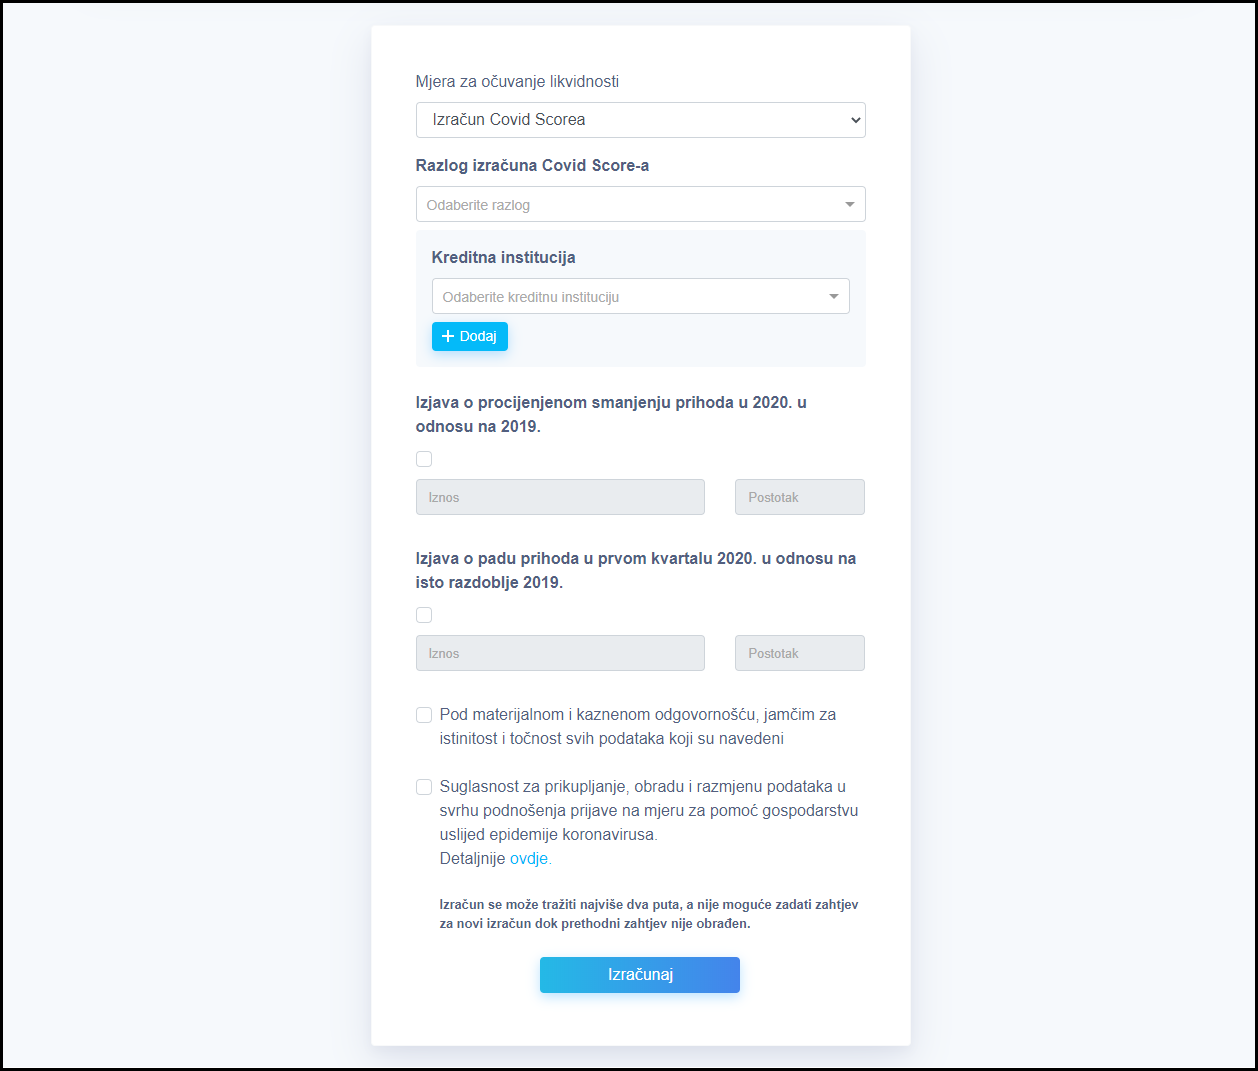 Mjera za očuvanje likvidnosti
Izračun Covid Scorea
Razlog izračuna Covid Score-a
Odaberite razlog
Kreditna institucija
Odaberite kreditnu instituciju
+ Dodaj
Izjava o procijenjenom smanjenju prihoda u 2020. u
odnosu na 2019.
Iznos
Postotak
Izjava o padu prihoda u prvom kvartalu 2020. u odnosu na
isto razdoblje 2019.
Iznos
Postotak
Pod materijalnom i kaznenom odgovornošću, jamčim za
istinitost i točnost svih podataka koji su navedeni
Suglasnost za prikupljanje, obradu i razmjenu podataka u
svrhu podnošenja prijave na mjeru za pomoć gospodarstvu
uslijed epidemije koronavirusa.
Detaljnije ovdje.
Izračun se može tražiti najviše dva puta, a nije moguće zadati zahtjev
za novi izračun dok prethodni zahtjev nije obrađen.
Izračunaj